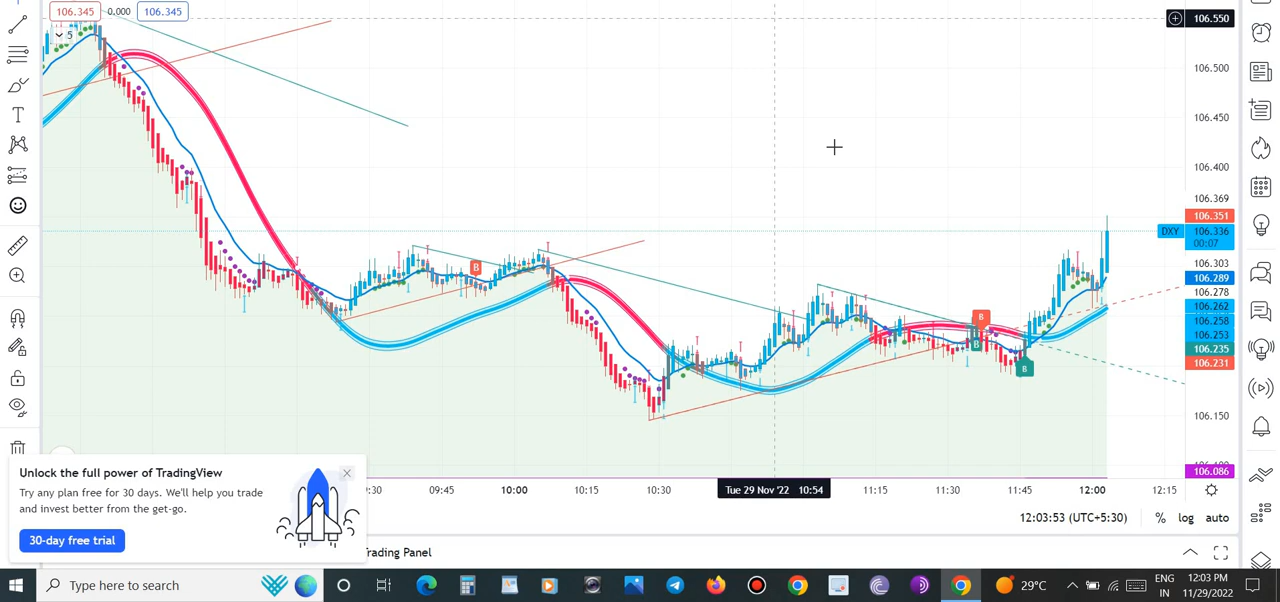 106.345 0.000 106.345
5
106.550
106.500
106.450
106.400
106.369
106.351
DXY 106.336
00:07
106.303
106.289
106.278
106.262
106.258
106.253
106.235
106.231
106.150
106.086
B
B
B
B
T
:30 09:45 10:00 10:15 10:30 Tue 29 Nov '22 10:54 11:15 11:30 11:45 12:00 12:15
12:03:53 (UTC+5:30) % log auto
Unlock the full power of TradingView
Try any plan free for 30 days. We'll help you trade
and invest better from the get-go.
30-day free trial
rading Panel
Type here to search
29°C
ENG
IN
12:03 PM
11/29/2022